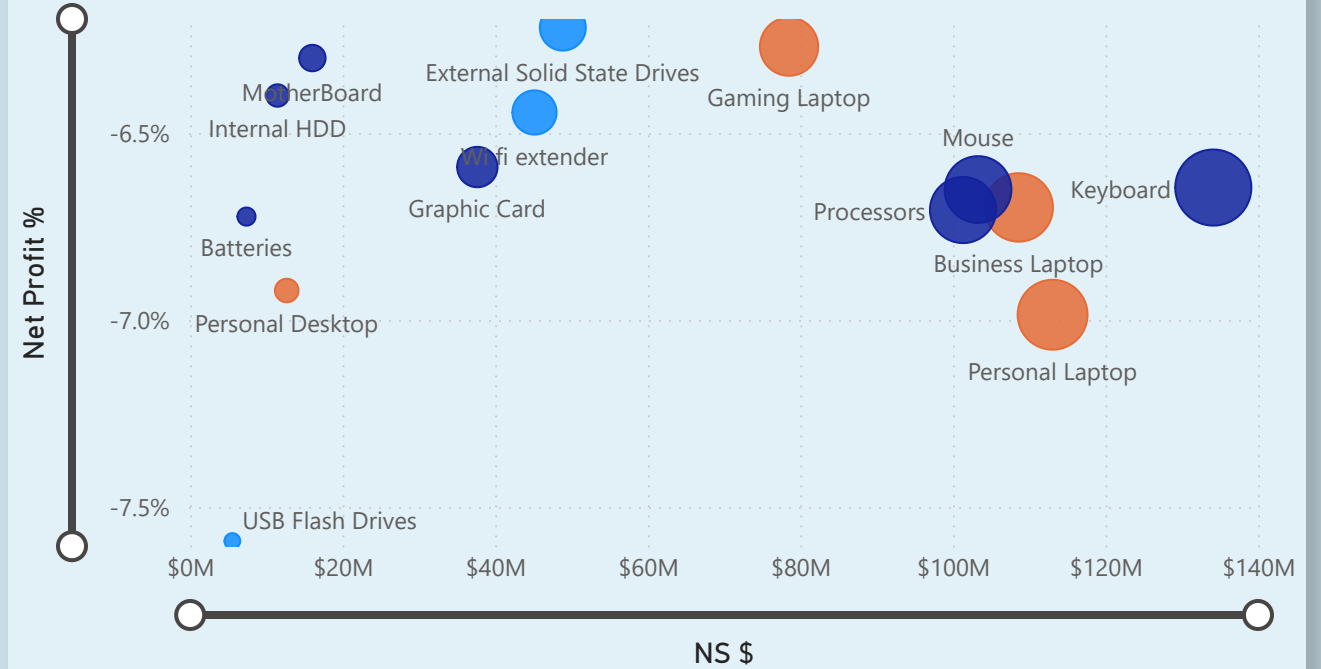 External Solid State Drives
MotherBoard
Gaming Laptop
Internal HDD
-6.5%
Mouse
Wi fi extender
Keyboard
Graphic Card
Processors
Batteries
Business Laptop
Net Profit %
-7.0%
Personal Desktop
Personal Laptop
-7.5%
USB Flash Drives
$0M $20M $40M $60M $80M $100M $120M $140M
NS $